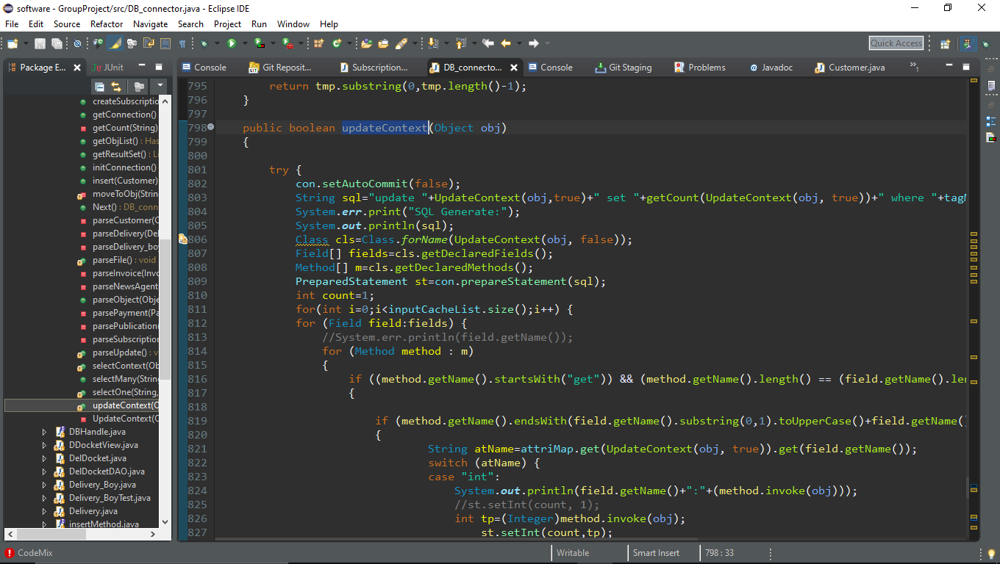 software - GroupProject/src/DB_connector.java - Eclipse IDE
File Edit Source Refactor Navigate Search Project Run Window Help
Quick Access
Package E... JUnit
Console Git Reposit... Subscription... DB_connecto... Console Git Staging Problems Javadoc Customer.java »1
createSubscriptio
getConnection()
getCount(String)
getObjList() : Has
getResultSet() : Li
initConnection()
insert(Customer)
moveToObj(Strin
Next() : DB_conn
parseCustomer(C
parseDelivery(Del
parseDelivery_boy
parseFile() : void
parseInvoice(Invo
parseNewsAgent
parseObject(Obje
parsePayment(Pa
parsePublication(
parseSubscription
parseUpdate() : v
selectContext(Ob
selectMany(String
selectOne(String,
updateContext(O
UpdateContext(O
DBHandle.java
DDocketView.java
DelDocket.java
DelDocketDAO.java
Delivery_Boy.java
Delivery_BoyTest.java
Delivery.java
insertMethod.java
795 return tmp.substring(0,tmp.length()-1);
796 }
797
798 public boolean updateContext(Object obj)
799 {
800
801 try {
802 con.setAutoCommit(false);
803 String sql="update "+UpdateContext(obj,true)+" set "+getCount(UpdateContext(obj, true))+" where "+tag
804 System.err.print("SQL Generate:");
805 System.out.println(sql);
806 Class cls=Class.forName(UpdateContext(obj, false));
807 Field[] fields=cls.getDeclaredFields();
808 Method[] m=cls.getDeclaredMethods();
809 PreparedStatement st=con.prepareStatement(sql);
810 int count=1;
811 for(int i=0;i<inputCacheList.size();i++) {
812 for (Field field:fields) {
813 //System.err.println(field.getName());
814 for (Method method : m)
815 {
816 if ((method.getName().startsWith("get")) && (method.getName().length() == (field.getName().len
817 {
818
819 if (method.getName().endsWith(field.getName().substring(0,1).toUpperCase()+field.getName()
820 {
821 String atName=attriMap.get(UpdateContext(obj, true)).get(field.getName());
822 switch (atName) {
823 case "int":
824 System.out.println(field.getName()+":"+(method.invoke(obj)));
825 //st.setInt(count, 1);
826 int tp=(Integer)method.invoke(obj);
827 st.setInt(count,tp);
CodeMix Writable Smart Insert 798 : 33